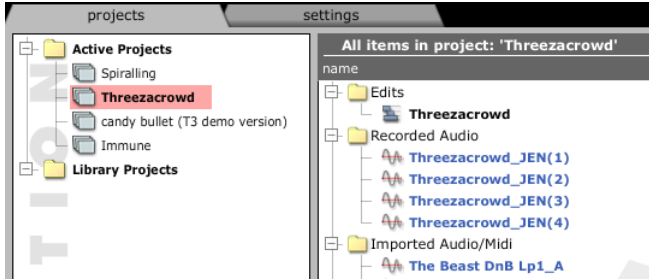 projects
settings
Active Projects
Spiralling
Threezacrowd
candy bullet (T3 demo version)
Immune
Library Projects
T I O N
All items in project: 'Threezacrowd'
name
Edits
Threezacrowd
Recorded Audio
Threezacrowd_JEN(1)
Threezacrowd_JEN(2)
Threezacrowd_JEN(3)
Threezacrowd_JEN(4)
Imported Audio/Midi
The Beast DnB Lp1_A